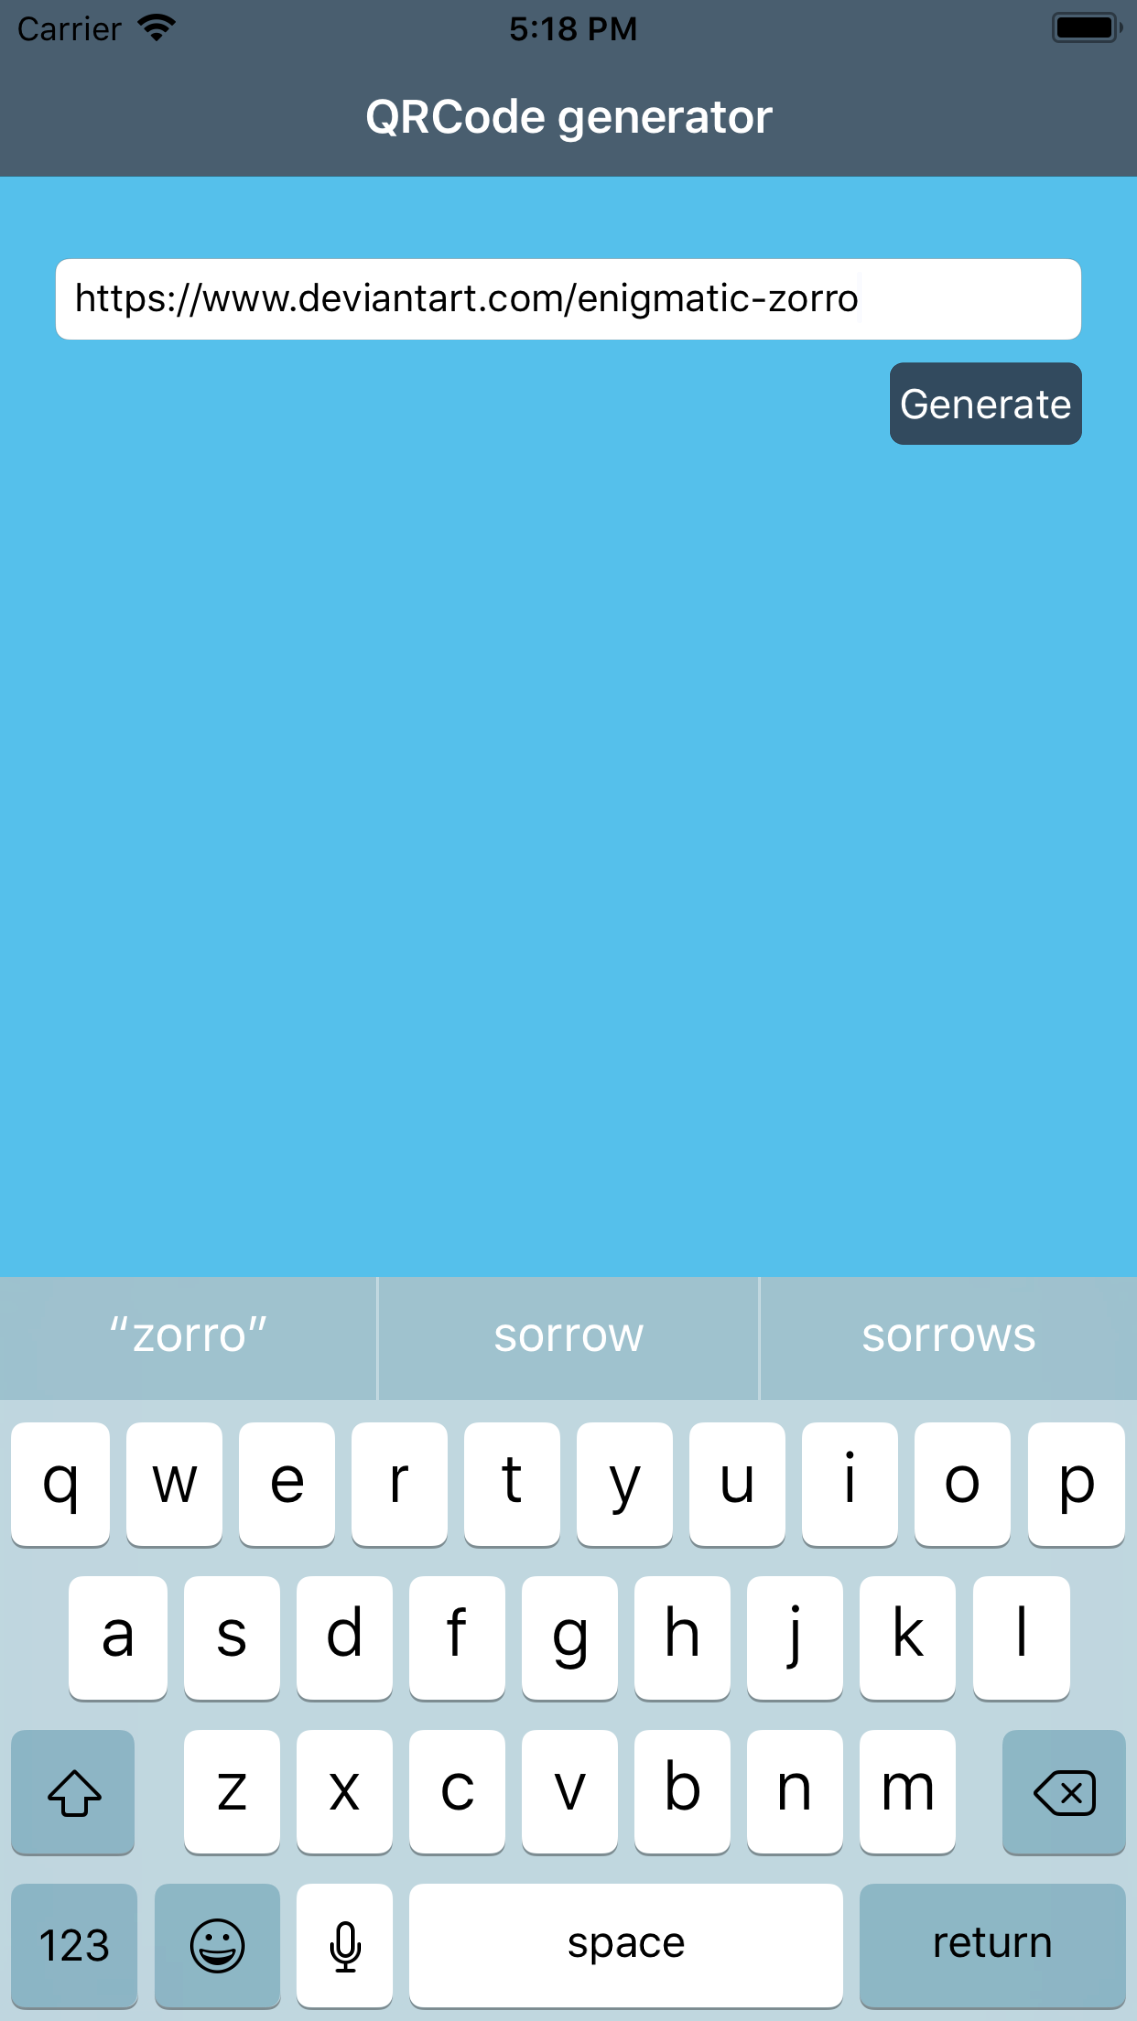 Carrier 5:18 PM
QRCode generator
https://www.deviantart.com/enigmatic-zorro
Generate
“zorro” sorrow sorrows
q w e r t y u i o p
a s d f g h j k l
z x c v b n m
123 space return